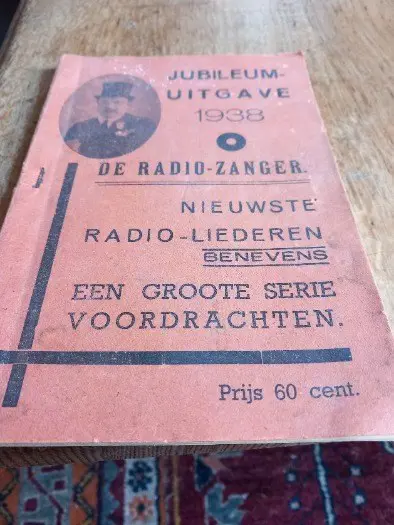 JUBILEUM-
UITGAVE
1938
DE RADIO-ZANGER.
NIEUWSTE
RADIO-LIEDEREN
BENEVENS
EEN GROOTE SERIE
VOORDRACHTEN.
Prijs 60 cent.